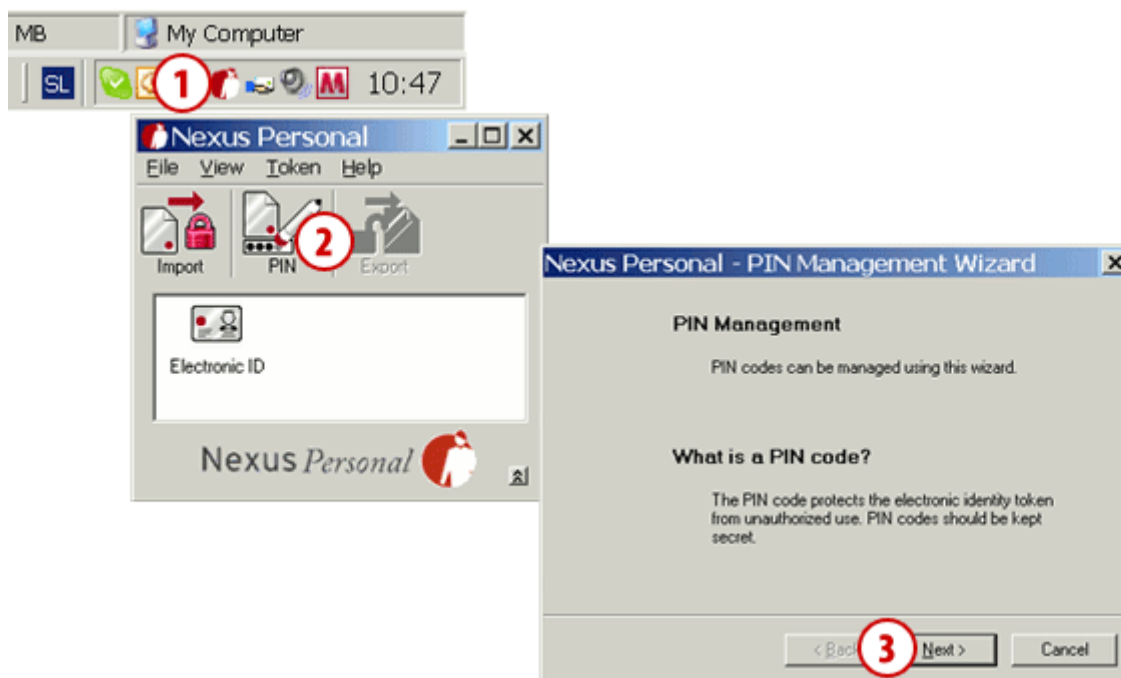 MB
My Computer
SL
1
M
10:47
Nexus Personal
File View Token Help
2
Import PIN Export
Electronic ID
Nexus Personal
Nexus Personal - PIN Management Wizard
PIN Management
PIN codes can be managed using this wizard.
What is a PIN code?
The PIN code protects the electronic identity token
from unauthorized use. PIN codes should be kept
secret.
< Back 3 Next > Cancel